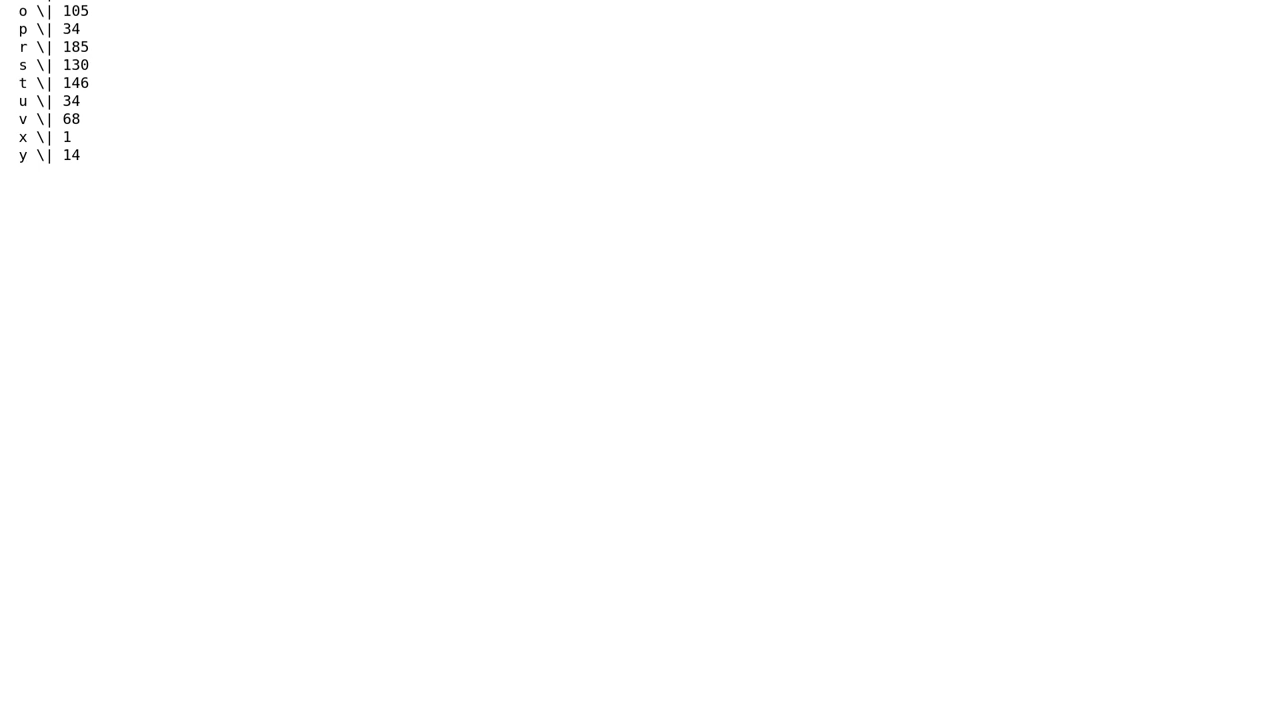 o \| 105
p \| 34
r \| 185
s \| 130
t \| 146
u \| 34
v \| 68
x \| 1
y \| 14